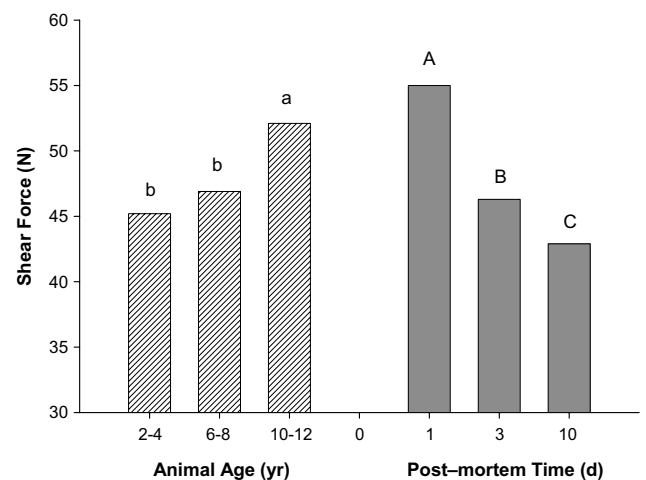 60
55
50
45
40
35
30
Shear Force (N)
b
b
a
A
B
C
2-4 6-8 10-12 0 1 3 10
Animal Age (yr) Post–mortem Time (d)